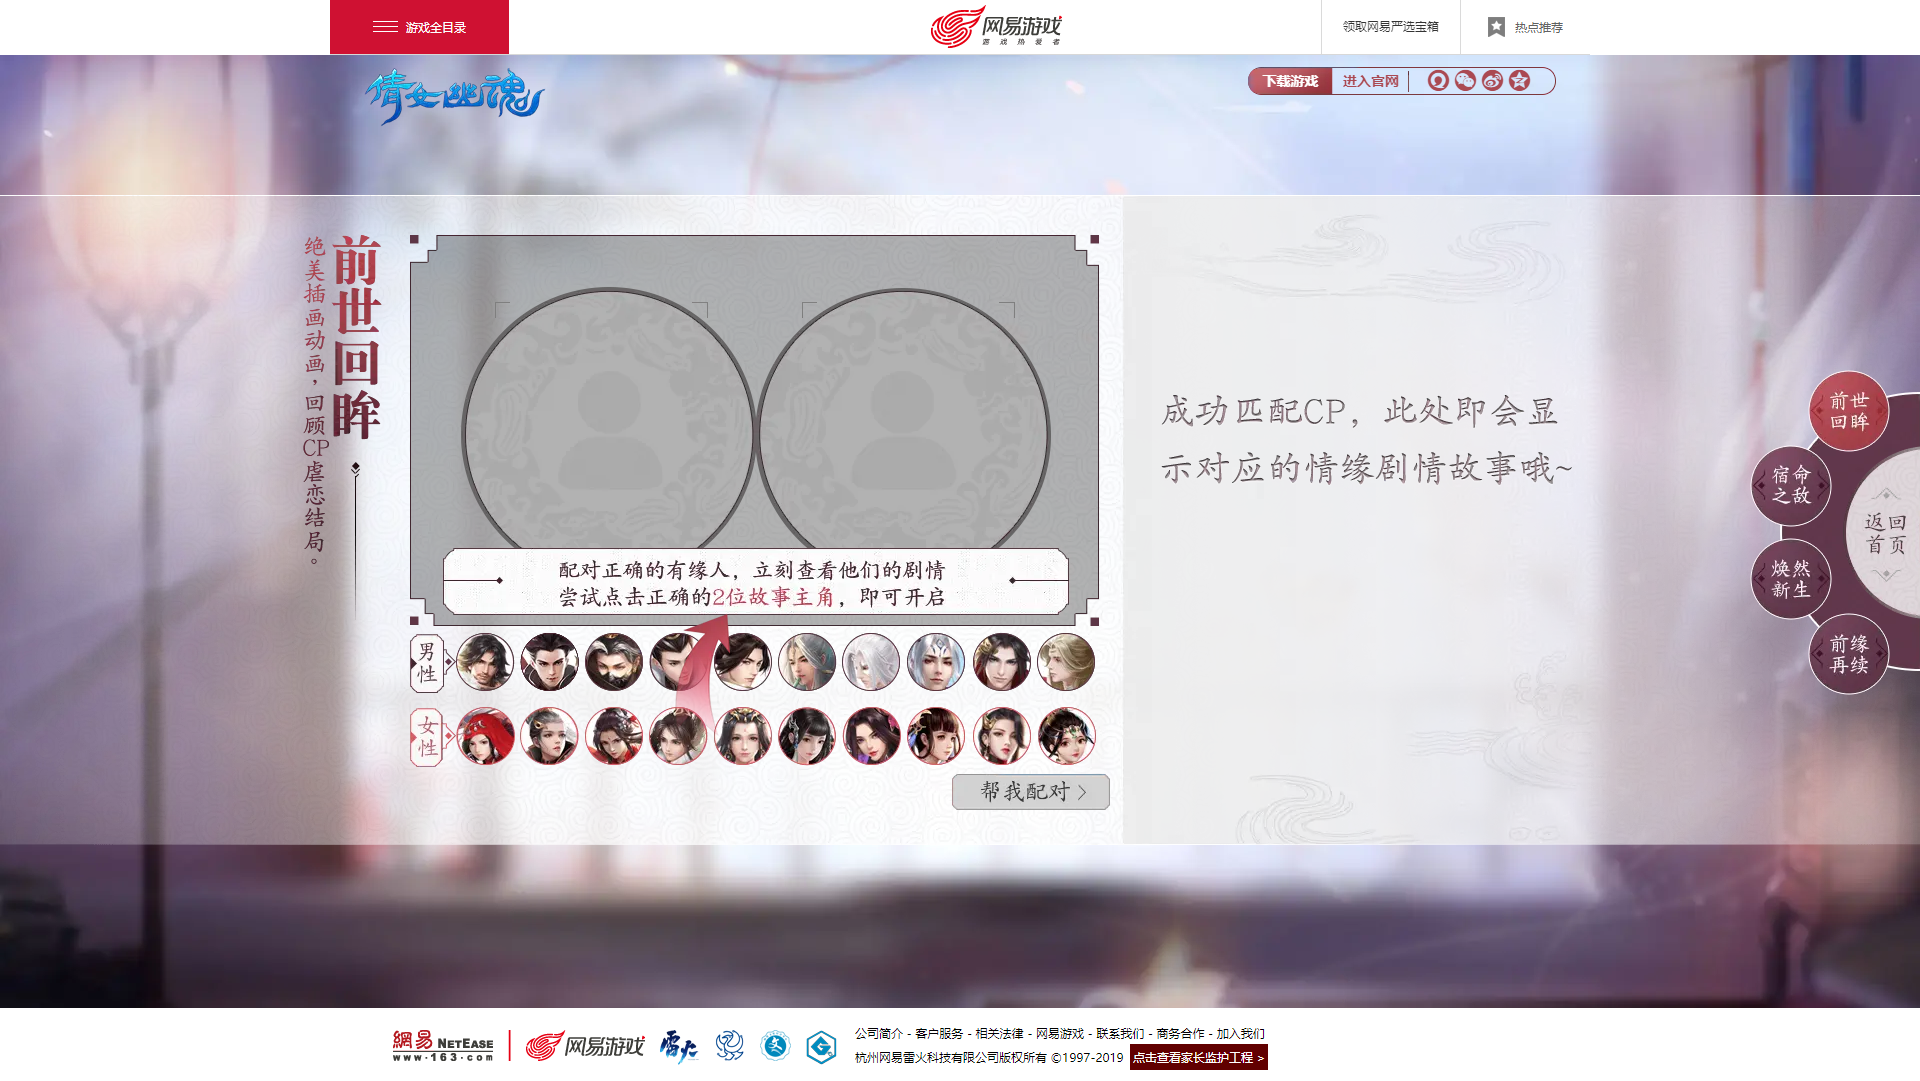 游戏全目录
网易游戏
游戏热爱者
领取网易严选宝箱
热点推荐
倩女幽魂
下载游戏
进入官网
前世回眸
绝美插画动画，回顾CP虐恋结局。
配对正确的有缘人，立刻查看他们的剧情
尝试点击正确的2位故事主角，即可开启
男性
女性
帮我配对 >
成功匹配CP，此处即会显
示对应的情缘剧情故事哦~
前世
回眸
宿命
之敌
返回
首页
焕然
新生
前缘
再续
網易 NETEASE
www.163.com
网易游戏
雷火
公司简介 - 客户服务 - 相关法律 - 网易游戏 - 联系我们 - 商务合作 - 加入我们
杭州网易雷火科技有限公司版权所有 ©1997-2019
点击查看家长监护工程 >